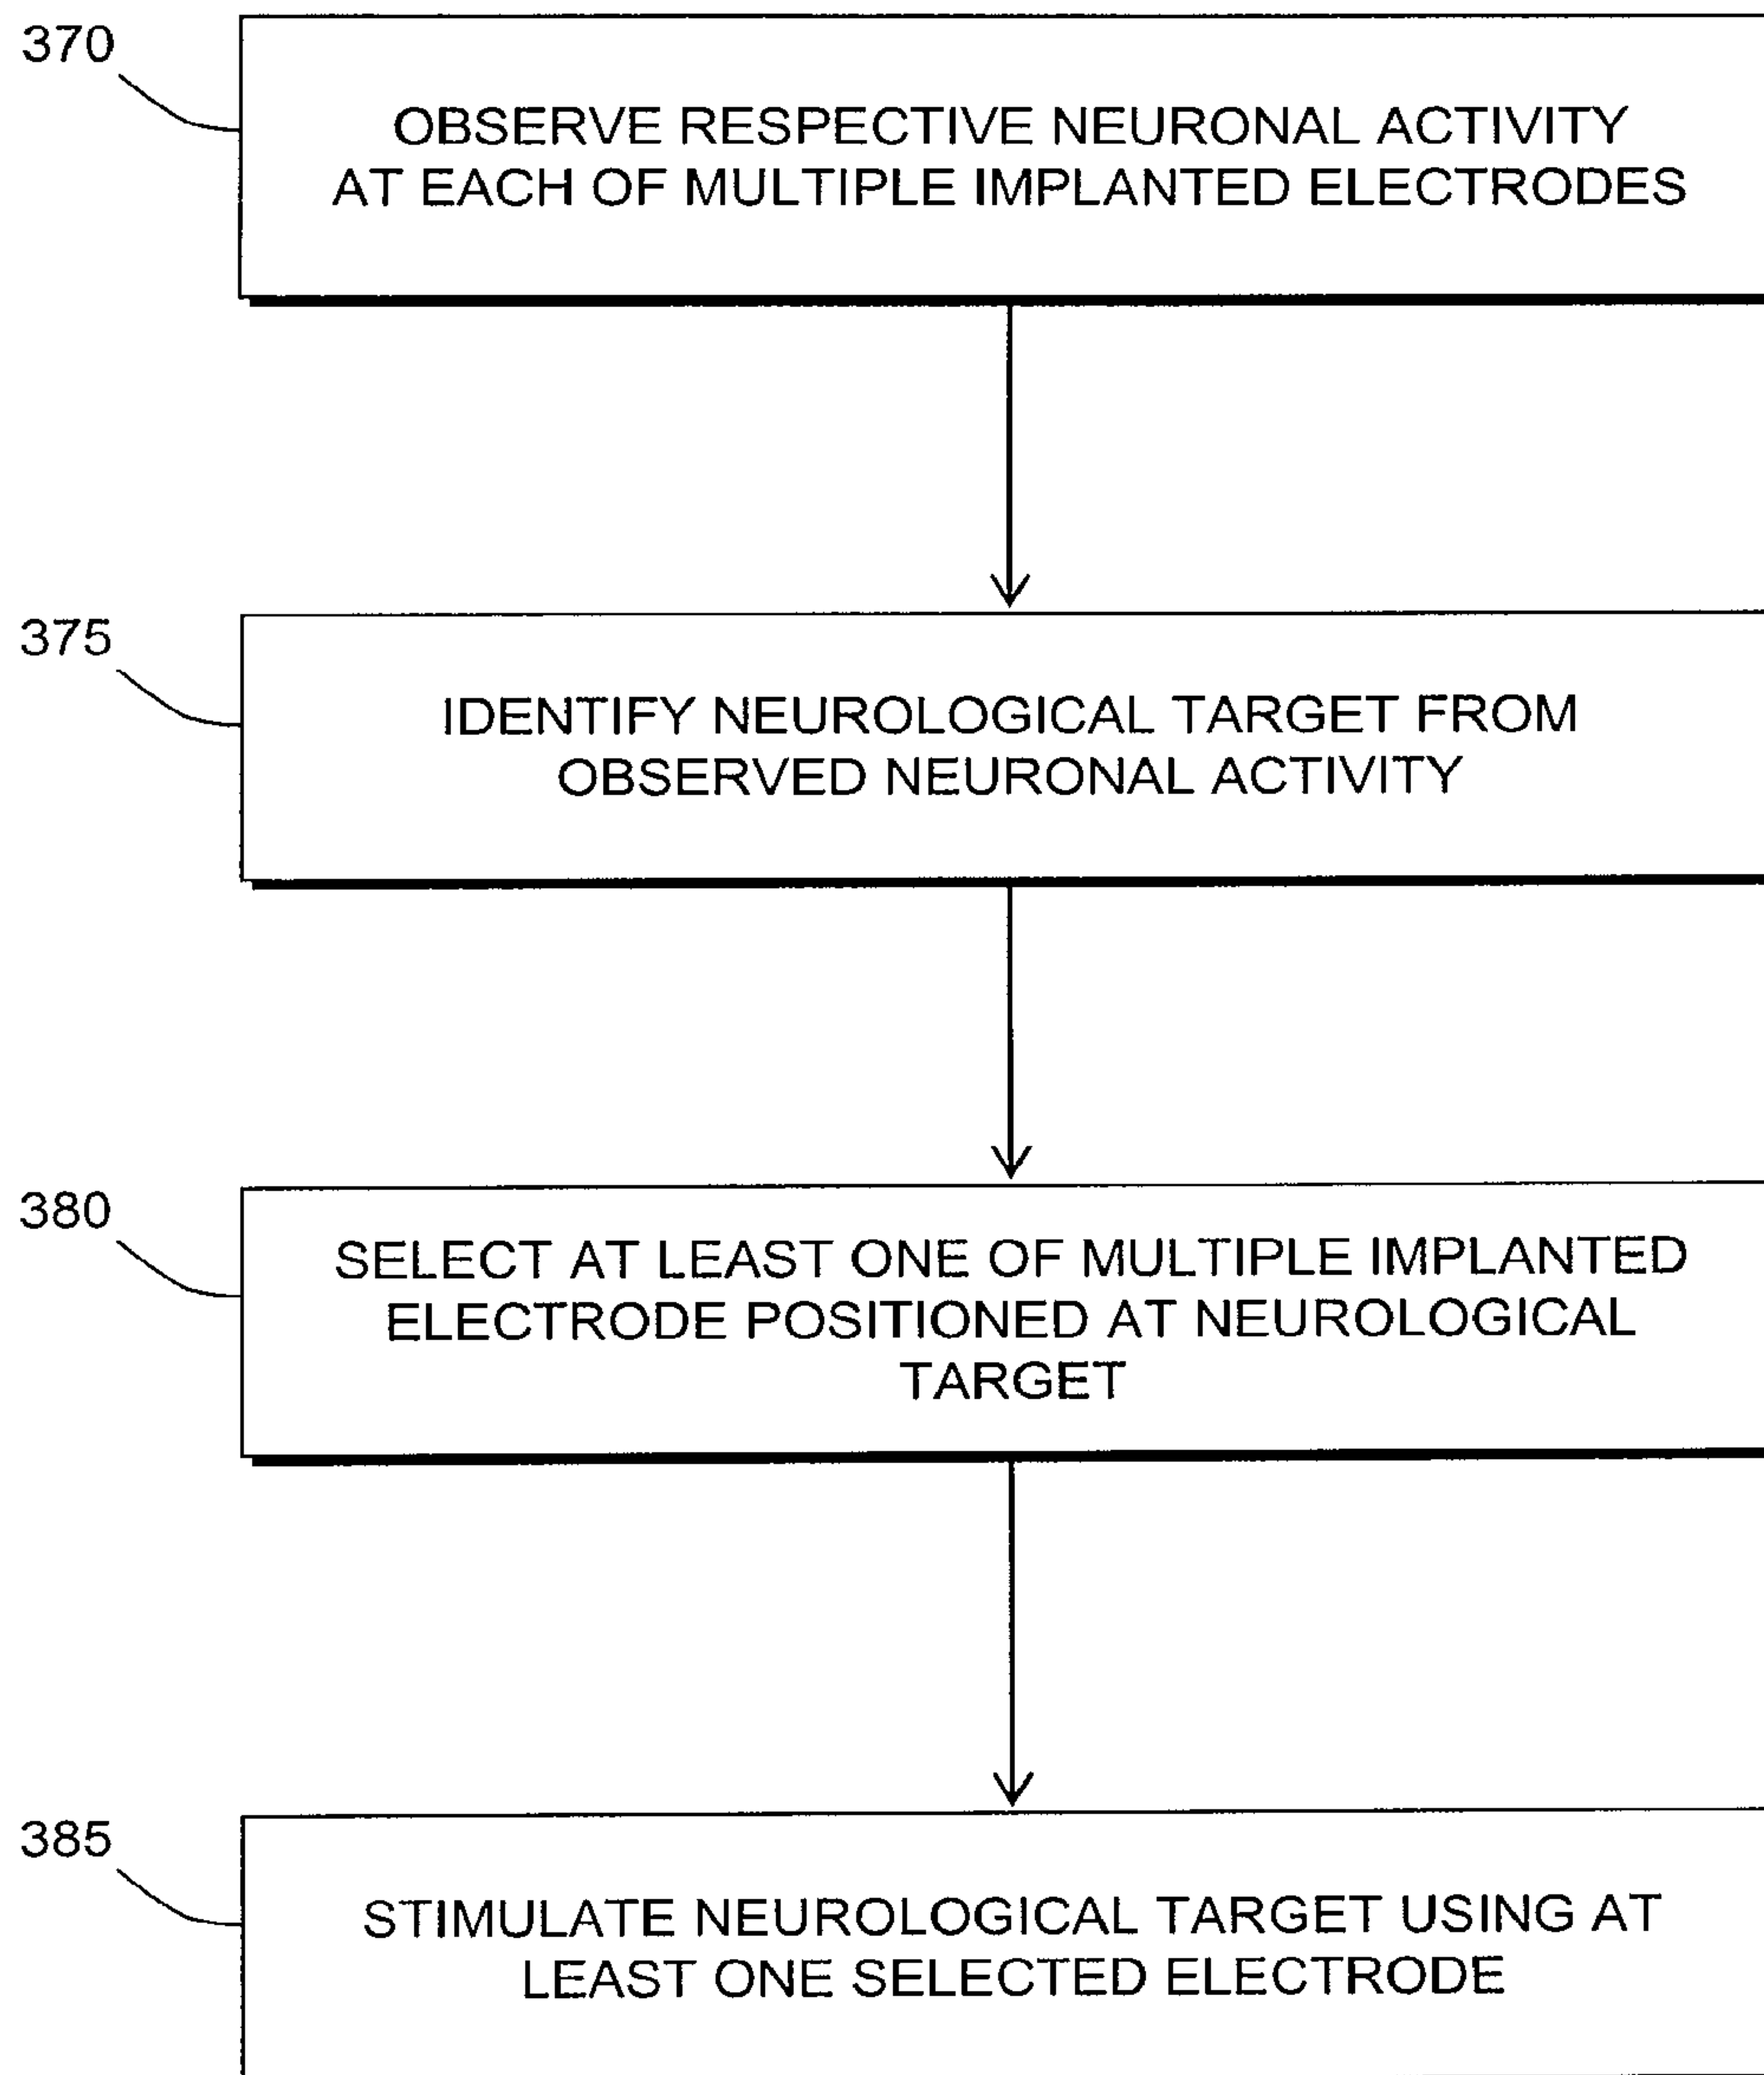 370
OBSERVE RESPECTIVE NEURONAL ACTIVITY
AT EACH OF MULTIPLE IMPLANTED ELECTRODES
375
IDENTIFY NEUROLOGICAL TARGET FROM
OBSERVED NEURONAL ACTIVITY
380
SELECT AT LEAST ONE OF MULTIPLE IMPLANTED
ELECTRODE POSITIONED AT NEUROLOGICAL
TARGET
385
STIMULATE NEUROLOGICAL TARGET USING AT
LEAST ONE SELECTED ELECTRODE